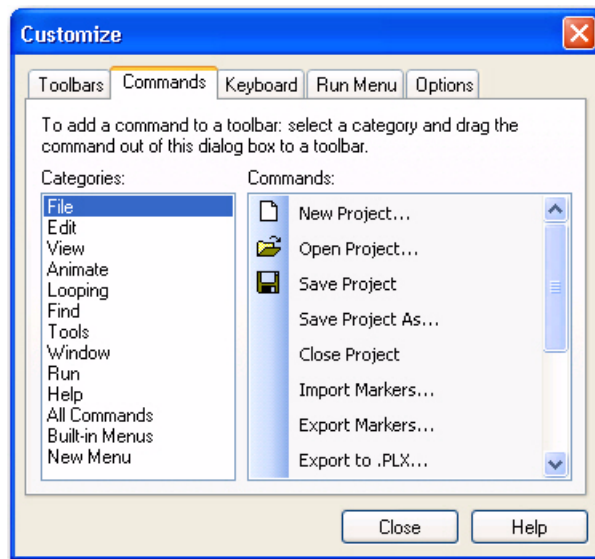 Customize
Toolbars Commands Keyboard Run Menu Options
To add a command to a toolbar: select a category and drag the
command out of this dialog box to a toolbar.
Categories:
File
Edit
View
Animate
Looping
Find
Tools
Window
Run
Help
All Commands
Built-in Menus
New Menu
Commands:
New Project...
Open Project...
Save Project
Save Project As...
Close Project
Import Markers...
Export Markers...
Export to .PLX...
Close Help